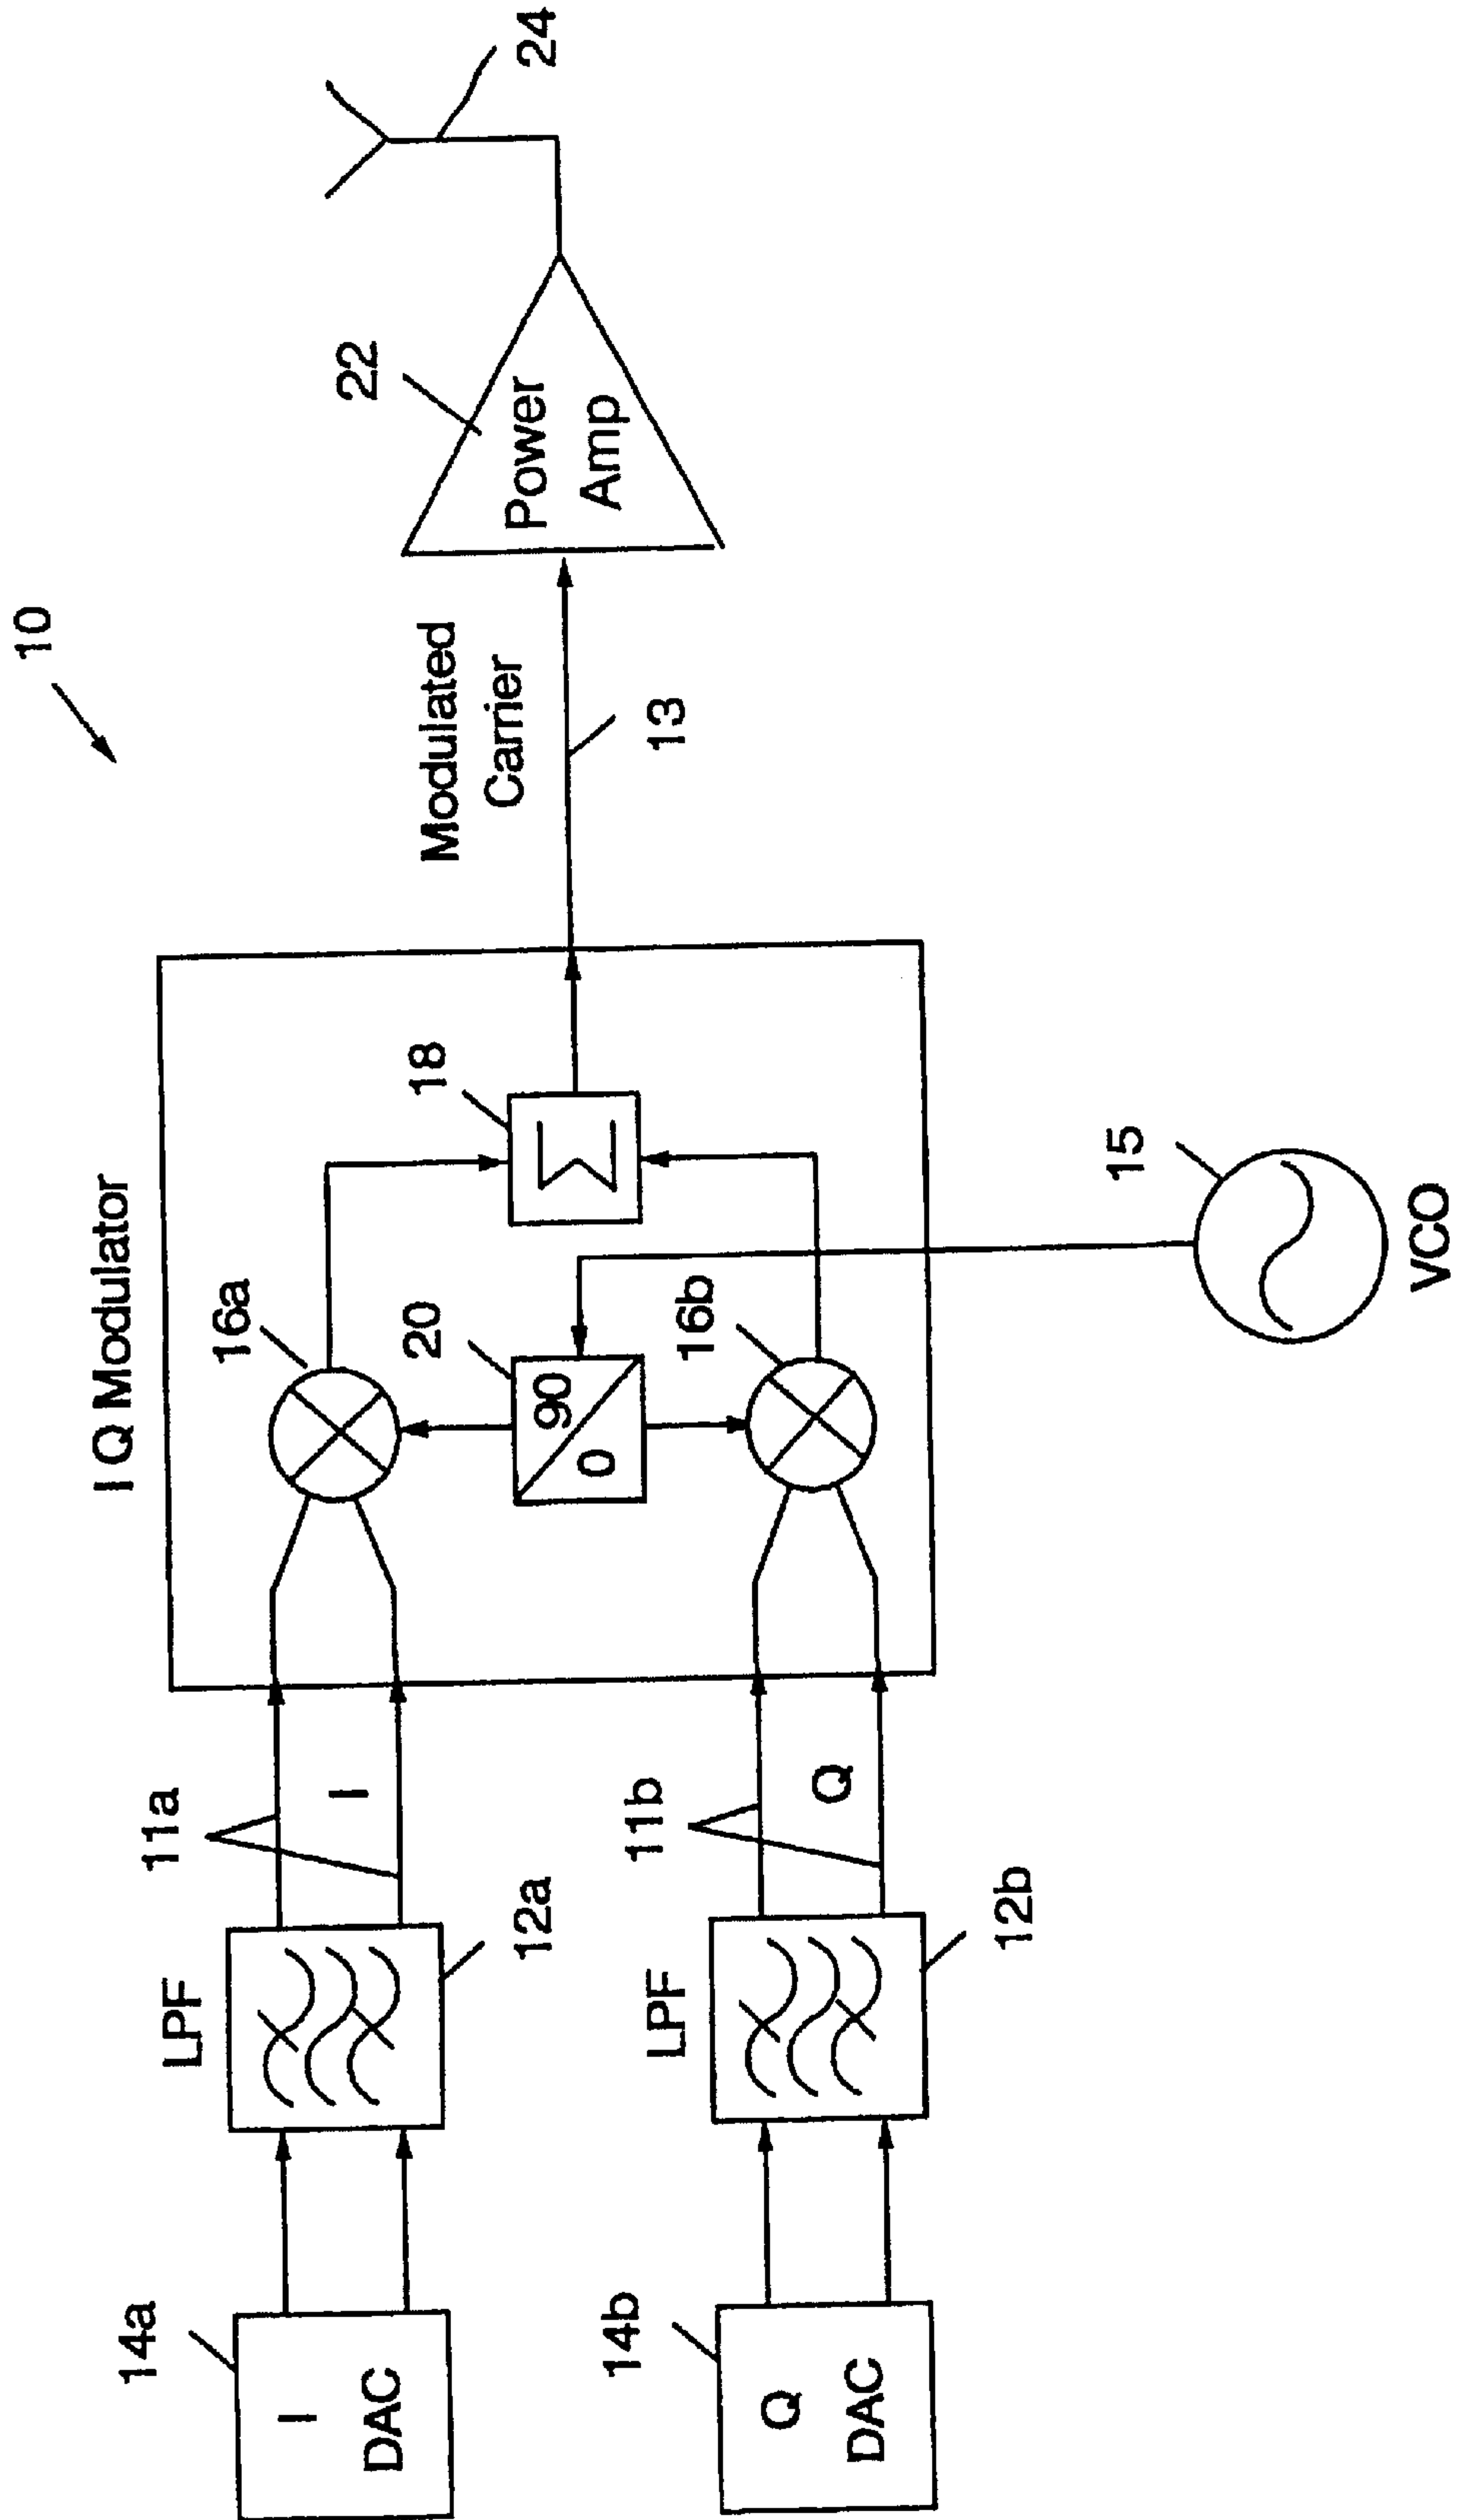 10
I Q Modulator
14a
I
DAC
LPF
12a
11a
I
16a
20
90
0
18
Modulated
Carrier
13
22
Power
Amp
24
14b
Q
DAC
LPF
12b
11b
Q
16b
15
VCO